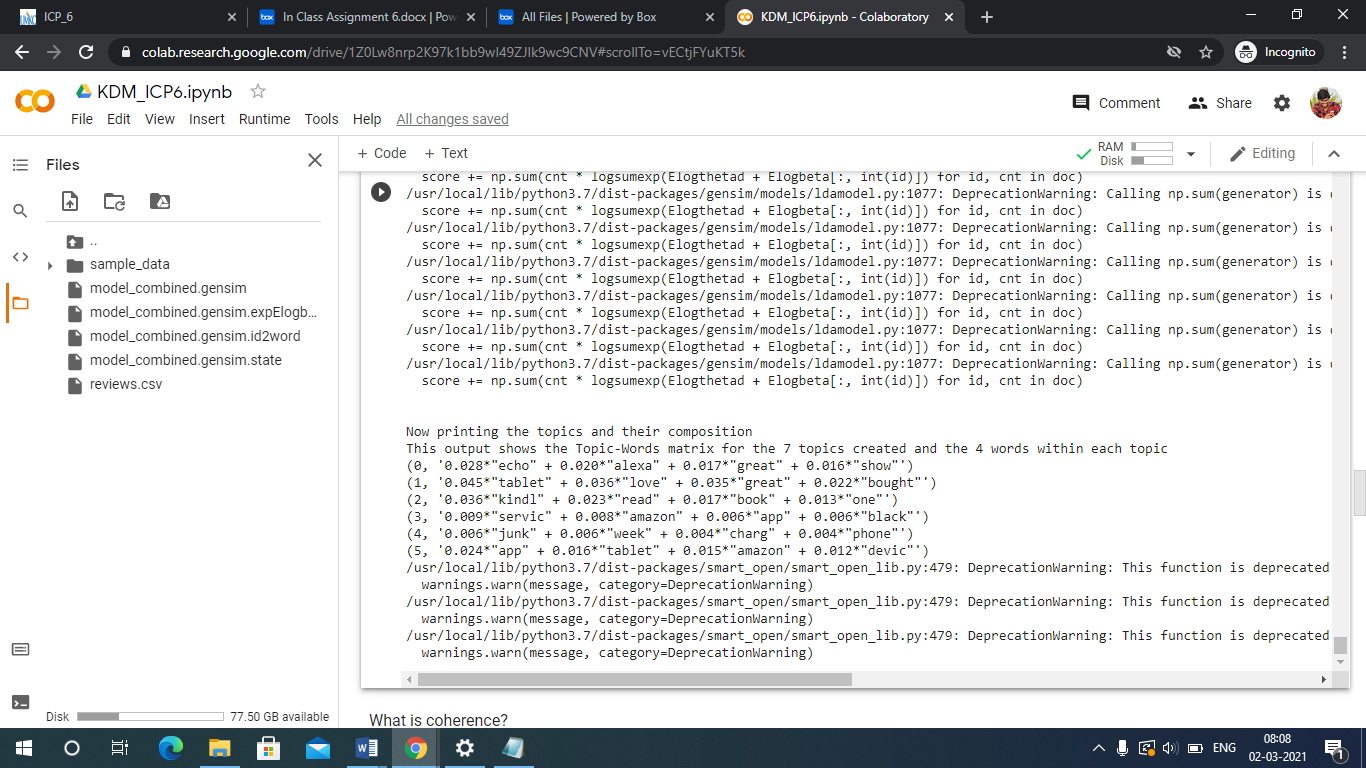 ICP_6
In Class Assignment 6.docx | Pow
All Files | Powered by Box
KDM_ICP6.ipynb - Colaboratory
colab.research.google.com/drive/1Z0Lw8nrp2K97k1bb9wI49ZJIk9wc9CNV#scrollTo=vECtjFYuKT5k
Incognito
KDM_ICP6.ipynb
File Edit View Insert Runtime Tools Help All changes saved
Comment Share
Files
+ Code + Text
RAM
Disk
Editing
..
sample_data
model_combined.gensim
model_combined.gensim.expElogb...
model_combined.gensim.id2word
model_combined.gensim.state
reviews.csv
Disk 77.50 GB available
score += np.sum(cnt * logsumexp(Elogthetad + Elogbeta[:, int(id)]) for id, cnt in doc)
/usr/local/lib/python3.7/dist-packages/gensim/models/ldamodel.py:1077: DeprecationWarning: Calling np.sum(generator) is
score += np.sum(cnt * logsumexp(Elogthetad + Elogbeta[:, int(id)]) for id, cnt in doc)
/usr/local/lib/python3.7/dist-packages/gensim/models/ldamodel.py:1077: DeprecationWarning: Calling np.sum(generator) is
score += np.sum(cnt * logsumexp(Elogthetad + Elogbeta[:, int(id)]) for id, cnt in doc)
/usr/local/lib/python3.7/dist-packages/gensim/models/ldamodel.py:1077: DeprecationWarning: Calling np.sum(generator) is
score += np.sum(cnt * logsumexp(Elogthetad + Elogbeta[:, int(id)]) for id, cnt in doc)
/usr/local/lib/python3.7/dist-packages/gensim/models/ldamodel.py:1077: DeprecationWarning: Calling np.sum(generator) is
score += np.sum(cnt * logsumexp(Elogthetad + Elogbeta[:, int(id)]) for id, cnt in doc)
/usr/local/lib/python3.7/dist-packages/gensim/models/ldamodel.py:1077: DeprecationWarning: Calling np.sum(generator) is
score += np.sum(cnt * logsumexp(Elogthetad + Elogbeta[:, int(id)]) for id, cnt in doc)
/usr/local/lib/python3.7/dist-packages/gensim/models/ldamodel.py:1077: DeprecationWarning: Calling np.sum(generator) is
score += np.sum(cnt * logsumexp(Elogthetad + Elogbeta[:, int(id)]) for id, cnt in doc)
Now printing the topics and their composition
This output shows the Topic-Words matrix for the 7 topics created and the 4 words within each topic
(0, '0.028*"echo" + 0.020*"alexa" + 0.017*"great" + 0.016*"show"')
(1, '0.045*"tablet" + 0.036*"love" + 0.035*"great" + 0.022*"bought"')
(2, '0.036*"kindl" + 0.023*"read" + 0.017*"book" + 0.013*"one"')
(3, '0.009*"servic" + 0.008*"amazon" + 0.006*"app" + 0.006*"black"')
(4, '0.006*"junk" + 0.006*"week" + 0.004*"charg" + 0.004*"phone"')
(5, '0.024*"app" + 0.016*"tablet" + 0.015*"amazon" + 0.012*"devic"')
/usr/local/lib/python3.7/dist-packages/smart_open/smart_open_lib.py:479: DeprecationWarning: This function is deprecated
warnings.warn(message, category=DeprecationWarning)
/usr/local/lib/python3.7/dist-packages/smart_open/smart_open_lib.py:479: DeprecationWarning: This function is deprecated
warnings.warn(message, category=DeprecationWarning)
/usr/local/lib/python3.7/dist-packages/smart_open/smart_open_lib.py:479: DeprecationWarning: This function is deprecated
warnings.warn(message, category=DeprecationWarning)
What is coherence?
ENG
08:08
02-03-2021
1